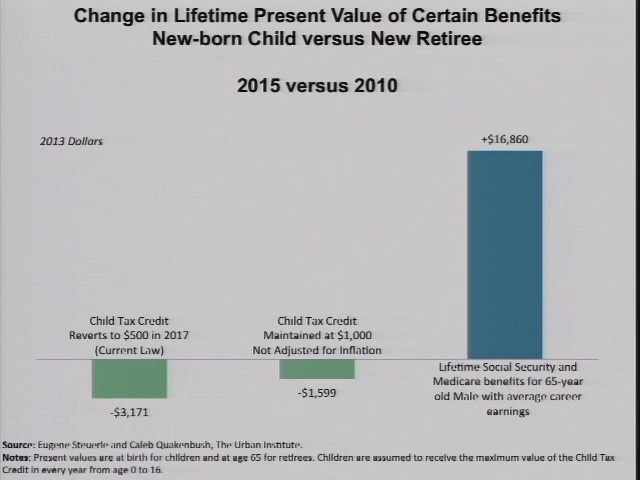 Change in Lifetime Present Value of Certain Benefits
New-born Child versus New Retiree
2015 versus 2010
2013 Dollars
+$16,860
Child Tax Credit
Reverts to $500 in 2017
(Current Law)
Child Tax Credit
Maintained at $1,000
Not Adjusted for Inflation
-$3,171
-$1,599
Lifetime Social Security and
Medicare benefits for 65-year
old Male with average career
earnings
Source: Eugene Steuerle and Caleb Quakenbush, The Urban Institute.
Notes: Present values are at birth for children and at age 65 for retirees. Children are assumed to receive the maximum value of the Child Tax
Credit in every year from age 0 to 16.